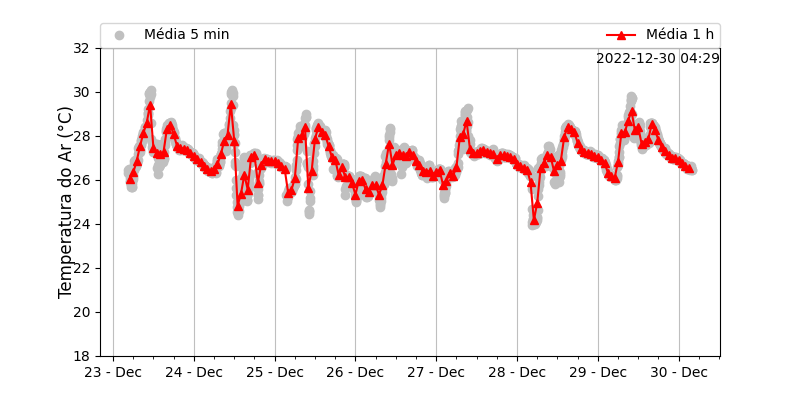 Média 5 min
Média 1 h
2022-12-30 04:29
Temperatura do Ar (°C)
32
30
28
26
24
22
20
18
23 - Dec
24 - Dec
25 - Dec
26 - Dec
27 - Dec
28 - Dec
29 - Dec
30 - Dec